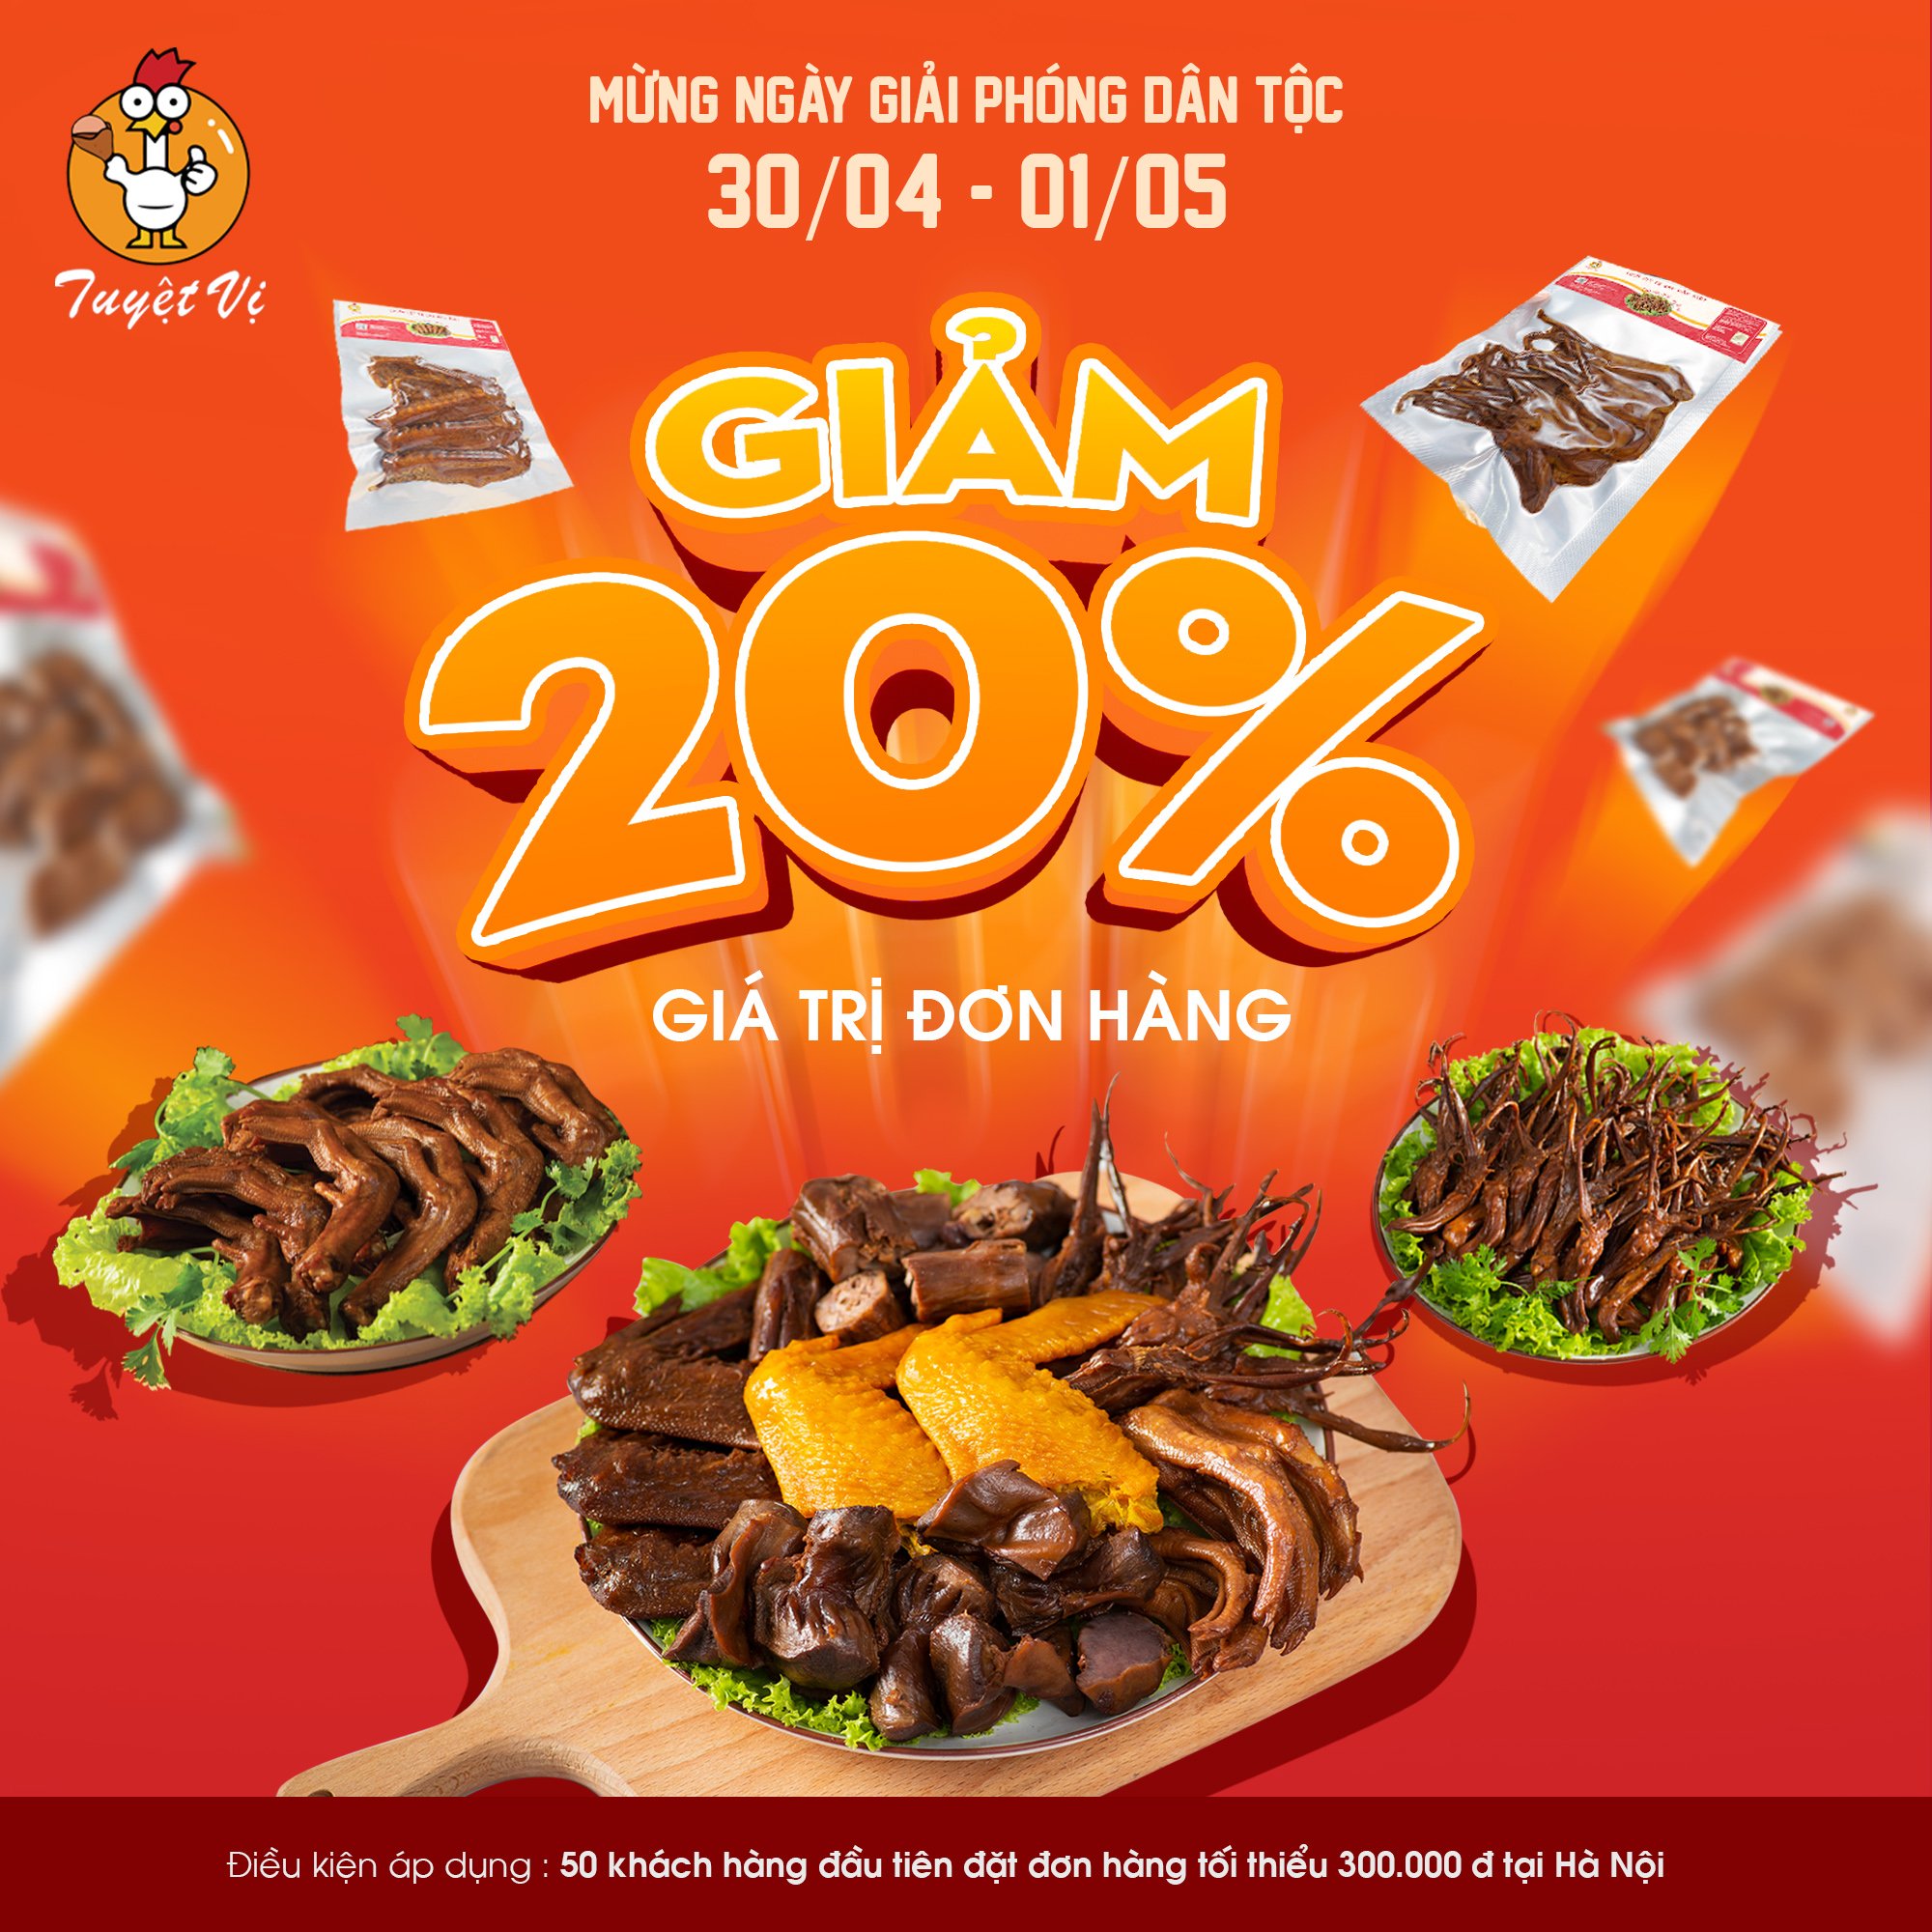 MỪNG NGÀY GIẢI PHÓNG DÂN TỘC
30/04 - 01/05
Tuyệt Vị
GIẢM
20%
GIÁ TRỊ ĐƠN HÀNG
Điều kiện áp dụng : 50 khách hàng đầu tiên đặt đơn hàng tối thiểu 300.000 đ tại Hà Nội